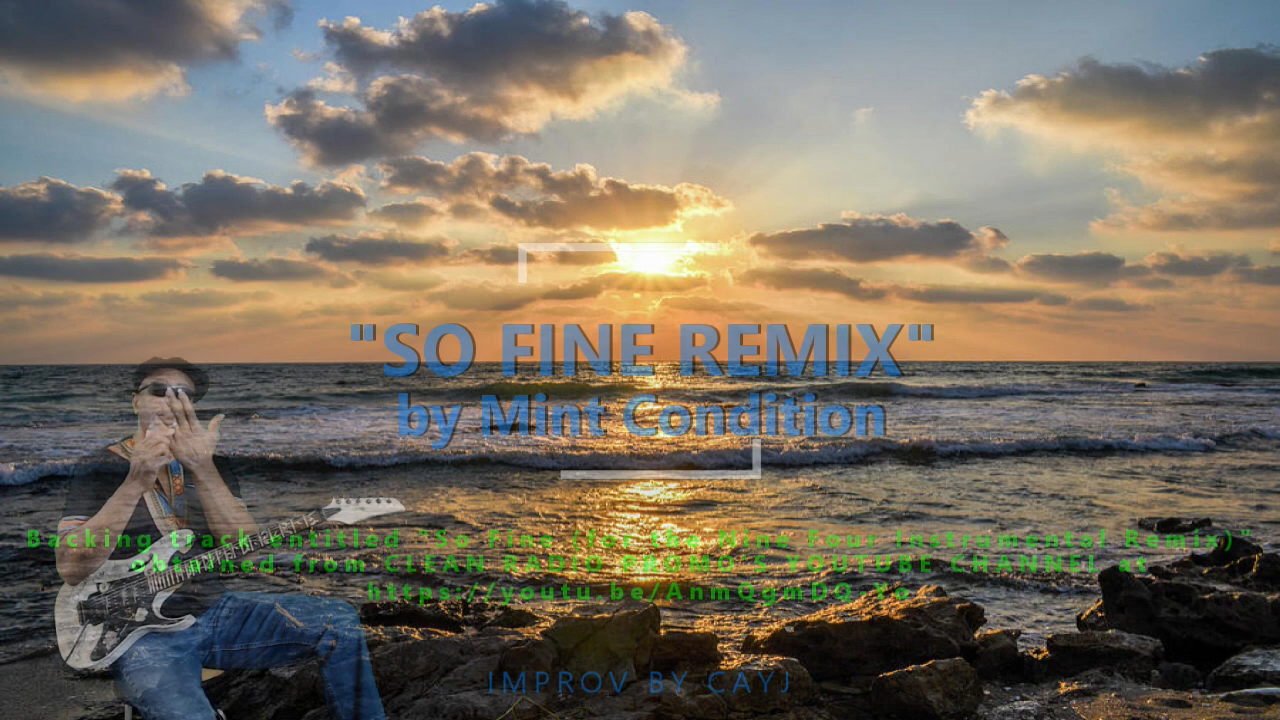 "SO FINE REMIX"
by Mint Condition
Backing track entitled "So Fine (for the Nine Four Instrumental Remix)"
obtained from CLEAN RADIO PROMO'S YOUTUBE CHANNEL at
https://youtu.be/AnmQgmDQ-Yo
IMPROV BY CAYJ